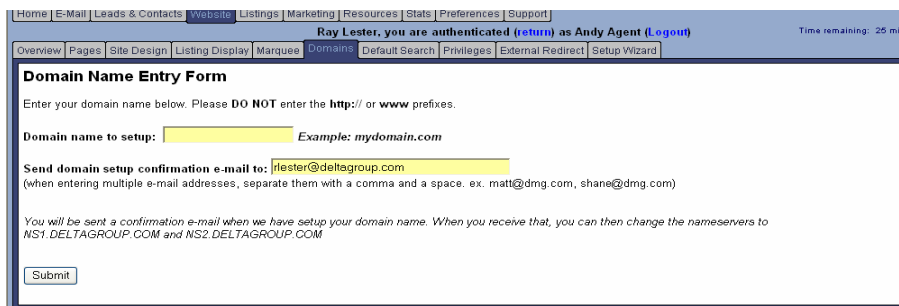 Home E-Mail Leads & Contacts Website Listings Marketing Resources Stats Preferences Support
Ray Lester, you are authenticated (return) as Andy Agent (Logout) Time remaining: 25 mi
Overview Pages Site Design Listing Display Marquee Domains Default Search Privileges External Redirect Setup Wizard
Domain Name Entry Form
Enter your domain name below. Please DO NOT enter the http:// or www prefixes.
Domain name to setup: Example: mydomain.com
Send domain setup confirmation e-mail to: rlester@deltagroup.com
(when entering multiple e-mail addresses, separate them with a comma and a space. ex. matt@dmg.com, shane@dmg.com)
You will be sent a confirmation e-mail when we have setup your domain name. When you receive that, you can then change the nameservers to
NS1.DELTAGROUP.COM and NS2.DELTAGROUP.COM
Submit